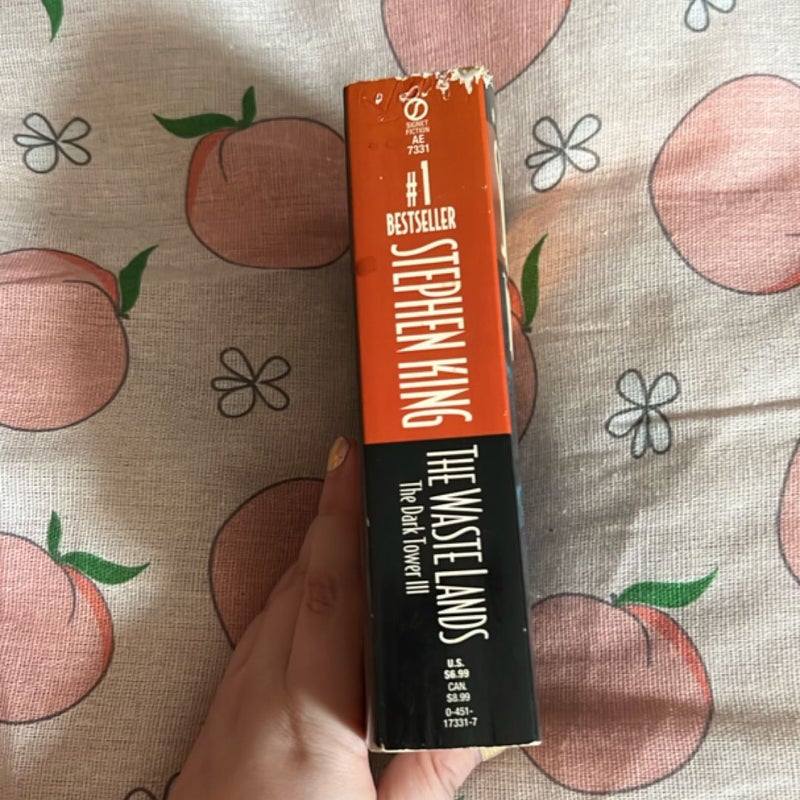 SIGNET
FICTION
AE
7331
#1
BESTSELLER
STEPHEN KING
THE WASTE LANDS
The Dark Tower III
U.S.
$6.99
CAN.
$8.99
0-451-
17331-7